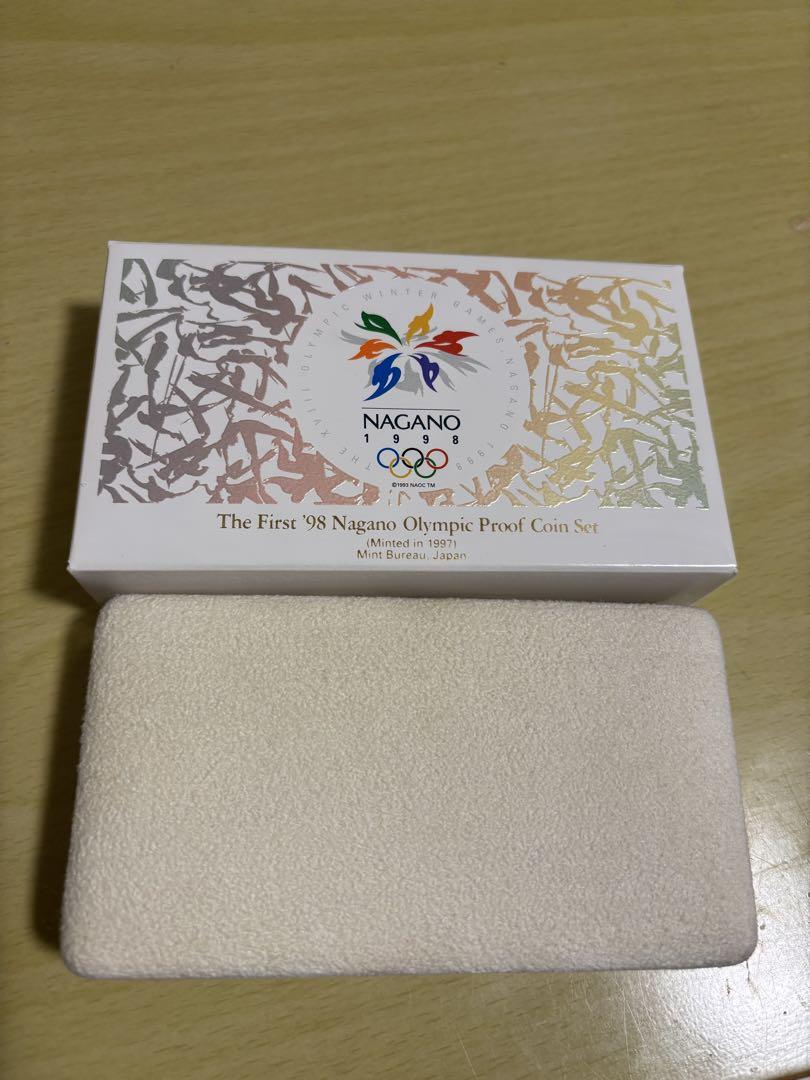 THE XVIII OLYMPIC WINTER GAMES, NAGANO 1998
NAGANO
1998
©1993 NAOC TM
The First '98 Nagano Olympic Proof Coin Set
(Minted in 1997)
Mint Bureau, Japan